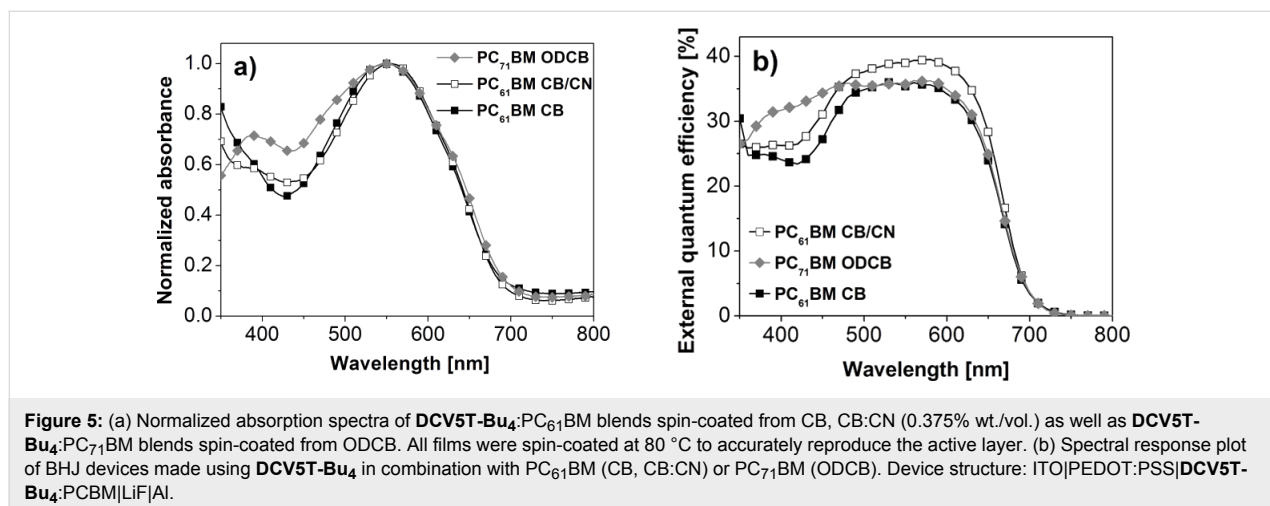 a)
PC₇₁BM ODCB
PC₆₁BM CB/CN
PC₆₁BM CB
1.0
0.8
0.6
0.4
0.2
0.0
Normalized absorbance
400 500 600 700 800
Wavelength [nm]
b)
PC₆₁BM CB/CN
PC₇₁BM ODCB
PC₆₁BM CB
40
30
20
10
0
External quantum efficiency [%]
400 500 600 700 800
Wavelength [nm]
Figure 5: (a) Normalized absorption spectra of DCV5T-Bu₄:PC₆₁BM blends spin-coated from CB, CB:CN (0.375% wt./vol.) as well as DCV5T-
Bu₄:PC₇₁BM blends spin-coated from ODCB. All films were spin-coated at 80 °C to accurately reproduce the active layer. (b) Spectral response plot
of BHJ devices made using DCV5T-Bu₄ in combination with PC₆₁BM (CB, CB:CN) or PC₇₁BM (ODCB). Device structure: ITO|PEDOT:PSS|DCV5T-
Bu₄:PCBM|LiF|Al.